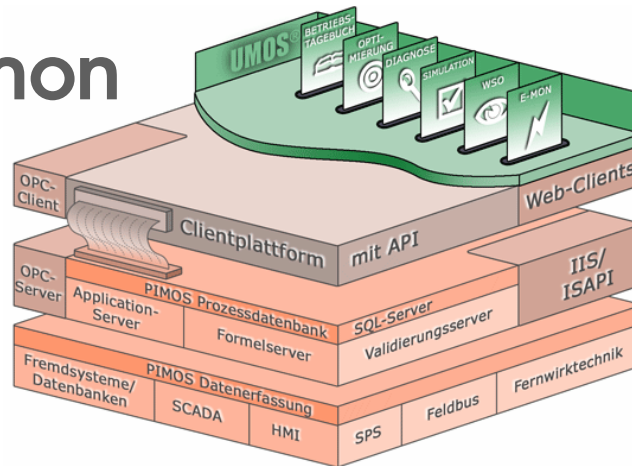 mon
UMOS®
BETRIEBS-
TAGEBUCH
OPTI-
MIERUNG
DIAGNOSE
SIMULATION
WSO
E-MON
OPC-
Client
Clientplattform
mit API
Web-Clients
OPC-
Server
PIMOS Prozessdatenbank
SQL-Server
IIS/
ISAPI
Application-
Server
Formelserver
Validierungsserver
PIMOS Datenerfassung
Fremdsysteme/
Datenbanken
SCADA
HMI
SPS
Feldbus
Fernwirktechnik